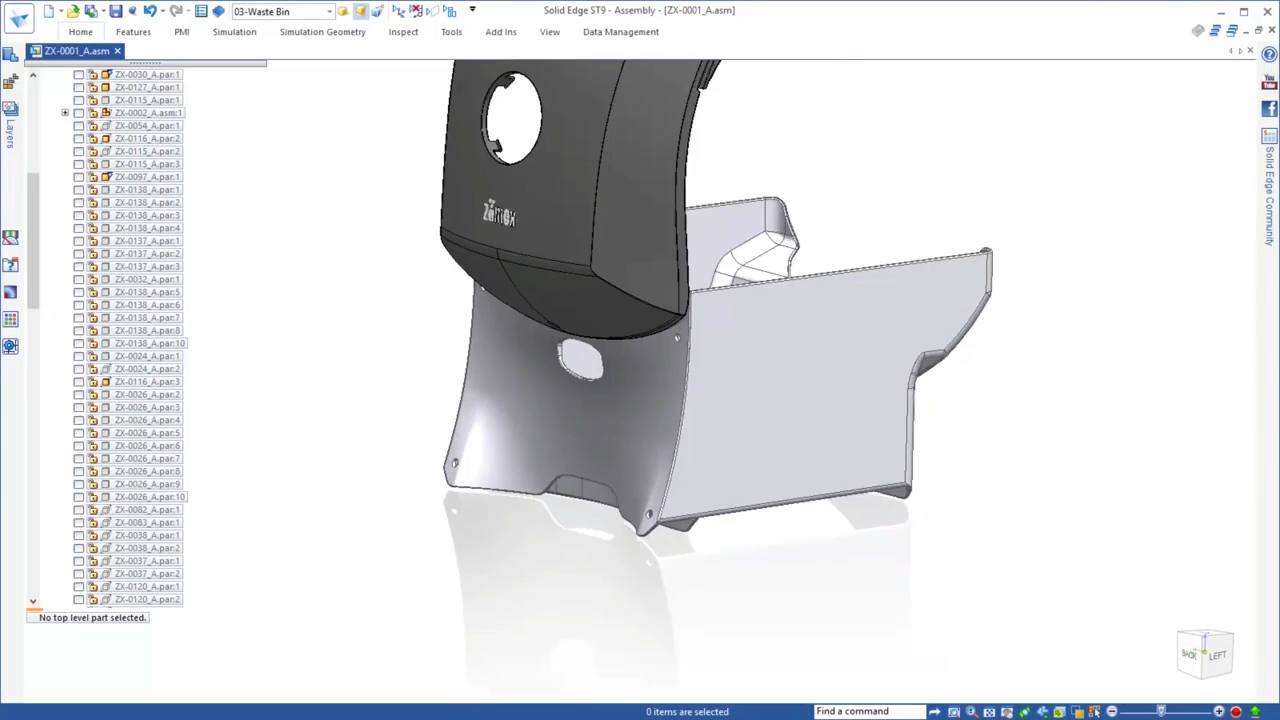 03-Waste Bin
Solid Edge ST9 - Assembly - [ZX-0001_A.asm]
Home
Features
PMI
Simulation
Simulation Geometry
Inspect
Tools
Add Ins
View
Data Management
ZX-0001_A.asm
Layers
ZX-0030_A.par:1
ZX-0127_A.par:1
ZX-0115_A.par:1
ZX-0002_A.asm:1
ZX-0054_A.par:1
ZX-0116_A.par:2
ZX-0115_A.par:2
ZX-0115_A.par:3
ZX-0097_A.par:1
ZX-0138_A.par:1
ZX-0138_A.par:2
ZX-0138_A.par:3
ZX-0138_A.par:4
ZX-0137_A.par:1
ZX-0137_A.par:2
ZX-0137_A.par:3
ZX-0032_A.par:1
ZX-0138_A.par:5
ZX-0138_A.par:6
ZX-0138_A.par:7
ZX-0138_A.par:8
ZX-0138_A.par:10
ZX-0024_A.par:1
ZX-0024_A.par:2
ZX-0116_A.par:3
ZX-0026_A.par:2
ZX-0026_A.par:3
ZX-0026_A.par:4
ZX-0026_A.par:5
ZX-0026_A.par:6
ZX-0026_A.par:7
ZX-0026_A.par:8
ZX-0026_A.par:9
ZX-0026_A.par:10
ZX-0082_A.par:1
ZX-0083_A.par:1
ZX-0038_A.par:1
ZX-0038_A.par:2
ZX-0037_A.par:1
ZX-0037_A.par:2
ZX-0120_A.par:1
ZX-0120_A.par:2
No top level part selected.
You
Tube
Solid Edge Community
BACK
LEFT
0 items are selected
Find a command